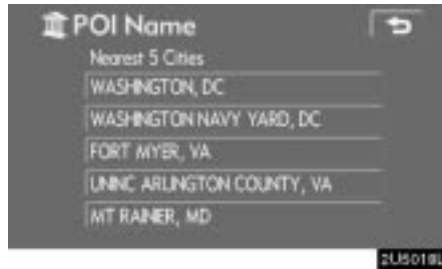 POI Name
Nearest 5 Cities
WASHINGTON, DC
WASHINGTON NAVY YARD, DC
FORT MYER, VA
UNINC ARLINGTON COUNTY, VA
MT RAINIER, MD
2U5019L